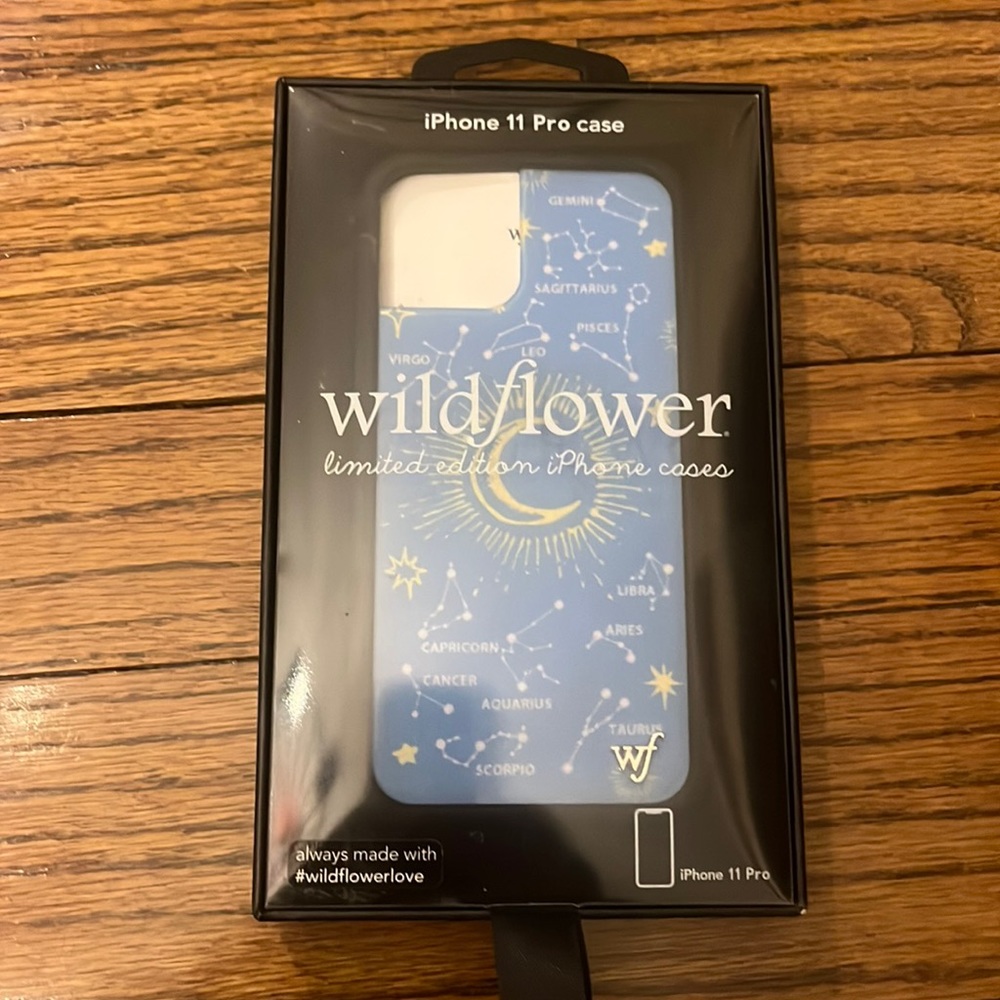 iPhone 11 Pro case
GEMINI
SAGITTARIUS
PISCES
LEO
VIRGO
wildflower
limited edition iPhone cases
LIBRA
ARIES
CAPRICORN
CANCER
AQUARIUS
TAURUS
wf
SCORPIO
always made with
#wildflowerlove
iPhone 11 Pro